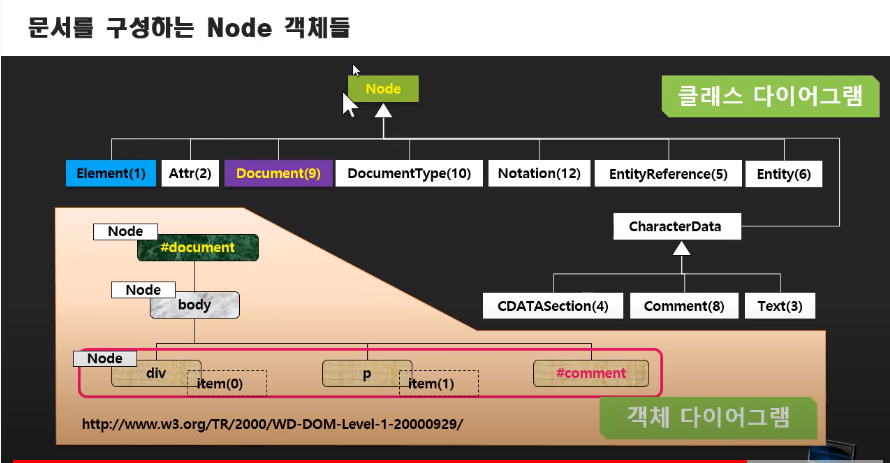 문서를 구성하는 Node 객체들
Node
클래스 다이어그램
Element(1) Attr(2) Document(9) DocumentType(10) Notation(12) EntityReference(5) Entity(6)
CharacterData
CDATASection(4) Comment(8) Text(3)
Node
#document
Node
body
Node
div
item(0)
p
item(1)
#comment
객체 다이어그램
http://www.w3.org/TR/2000/WD-DOM-Level-1-20000929/